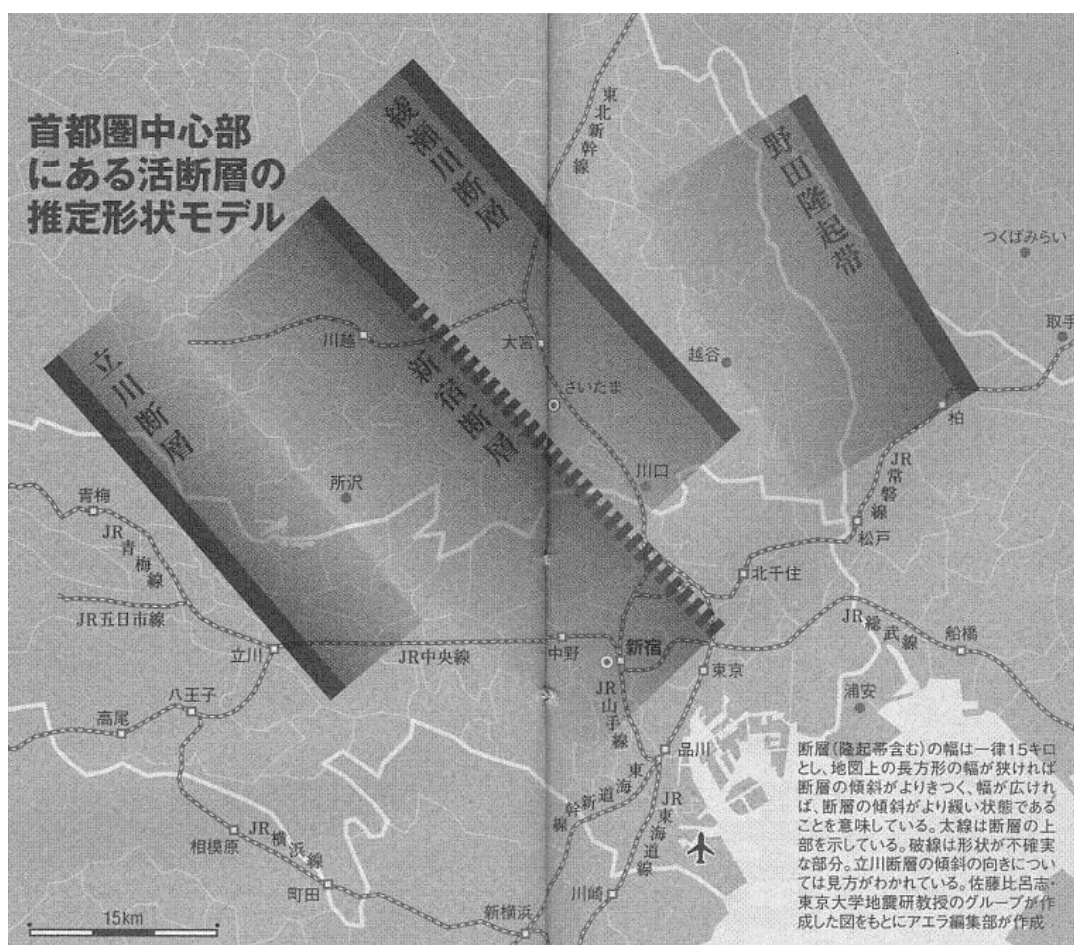 首都圏中心部
にある活断層の
推定形状モデル
綾瀬川断層
東北新幹線
野田隆起帯
つくばみらい
取手
立川断層
川越
新宿断層
大宮
越谷
さいたま
柏
JR常磐線
所沢
川口
青梅
JR青梅線
松戸
北千住
JR五日市線
立川
JR中央線
中野
新宿
東京
JR総武線
船橋
八王子
高尾
JR山手線
浦安
品川
東海道新幹線
JR東海道線
相模原
JR横浜線
町田
川崎
新横浜
15km
断層(隆起帯含む)の幅は一律15キロ
とし、地図上の長方形の幅が狭ければ
断層の傾斜がよりきつく、幅が広けれ
ば、断層の傾斜がより緩い状態である
ことを意味している。太線は断層の上
部を示している。破線は形状が不確実
な部分。立川断層の傾斜の向きについ
ては見方がわかれている。佐藤比呂志・
東京大学地震研教授のグループが作
成した図をもとにアエラ編集部が作成